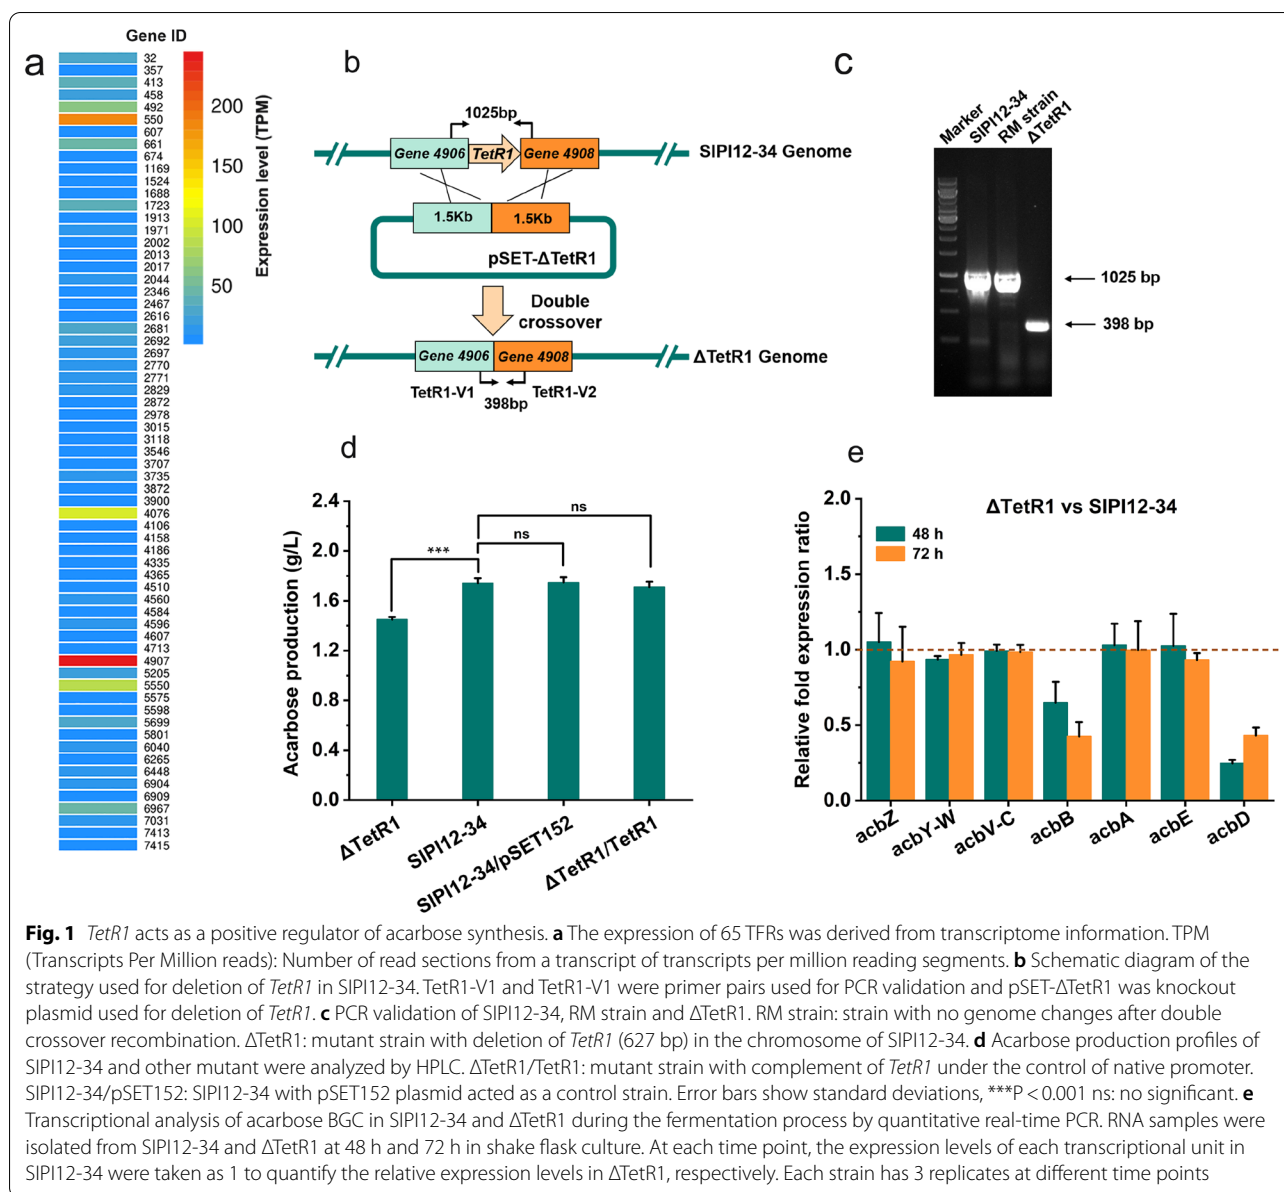 a
Gene ID
32
357
413
458
492
550
607
661
674
1169
1524
1688
1723
1913
1971
2002
2013
2017
2044
2346
2467
2616
2681
2692
2697
2770
2771
2829
2872
2978
3015
3118
3546
3707
3735
3872
3900
4076
4106
4158
4186
4335
4365
4510
4560
4584
4596
4607
4713
4907
5205
5550
5575
5598
5699
5801
6040
6265
6448
6904
6909
6967
7031
7413
7415
200
150
100
50
Expression level (TPM)
b
1025bp
Gene 4906 TetR1 Gene 4908
SIPI12-34 Genome
1.5Kb 1.5Kb
pSET-ΔTetR1
Double
crossover
Gene 4906 Gene 4908
ΔTetR1 Genome
TetR1-V1 TetR1-V2
398bp
c
Marker
SIPI12-34
RM strain
ΔTetR1
1025 bp
398 bp
d
Acarbose production (g/L)
2.4
2.0
1.6
1.2
0.8
0.4
0.0
***
ns
ns
ΔTetR1
SIPI12-34
SIPI12-34/pSET152
ΔTetR1/TetR1
e
ΔTetR1 vs SIPI12-34
48 h
72 h
Relative fold expression ratio
2.0
1.5
1.0
0.5
0.0
acbZ
acbY-W
acbV-C
acbB
acbA
acbE
acbD
Fig. 1 TetR1 acts as a positive regulator of acarbose synthesis. a The expression of 65 TFRs was derived from transcriptome information. TPM
(Transcripts Per Million reads): Number of read sections from a transcript of transcripts per million reading segments. b Schematic diagram of the
strategy used for deletion of TetR1 in SIPI12-34. TetR1-V1 and TetR1-V1 were primer pairs used for PCR validation and pSET-ΔTetR1 was knockout
plasmid used for deletion of TetR1. c PCR validation of SIPI12-34, RM strain and ΔTetR1. RM strain: strain with no genome changes after double
crossover recombination. ΔTetR1: mutant strain with deletion of TetR1 (627 bp) in the chromosome of SIPI12-34. d Acarbose production profiles of
SIPI12-34 and other mutant were analyzed by HPLC. ΔTetR1/TetR1: mutant strain with complement of TetR1 under the control of native promoter.
SIPI12-34/pSET152: SIPI12-34 with pSET152 plasmid acted as a control strain. Error bars show standard deviations, ***P < 0.001 ns: no significant. e
Transcriptional analysis of acarbose BGC in SIPI12-34 and ΔTetR1 during the fermentation process by quantitative real-time PCR. RNA samples were
isolated from SIPI12-34 and ΔTetR1 at 48 h and 72 h in shake flask culture. At each time point, the expression levels of each transcriptional unit in
SIPI12-34 were taken as 1 to quantify the relative expression levels in ΔTetR1, respectively. Each strain has 3 replicates at different time points